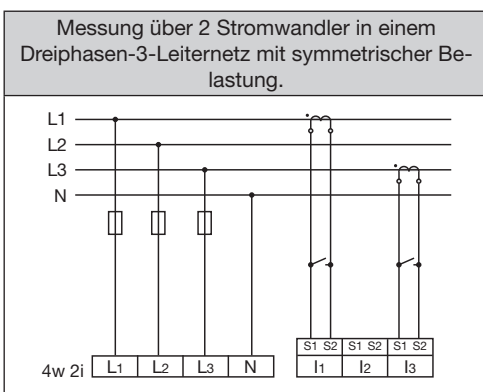 Messung über 2 Stromwandler in einem
Dreiphasen-3-Leiternetz mit symmetrischer Be-
lastung.
L1
L2
L3
N
S1 S2 S1 S2 S1 S2
4w 2i L1 L2 L3 N I1 I2 I3